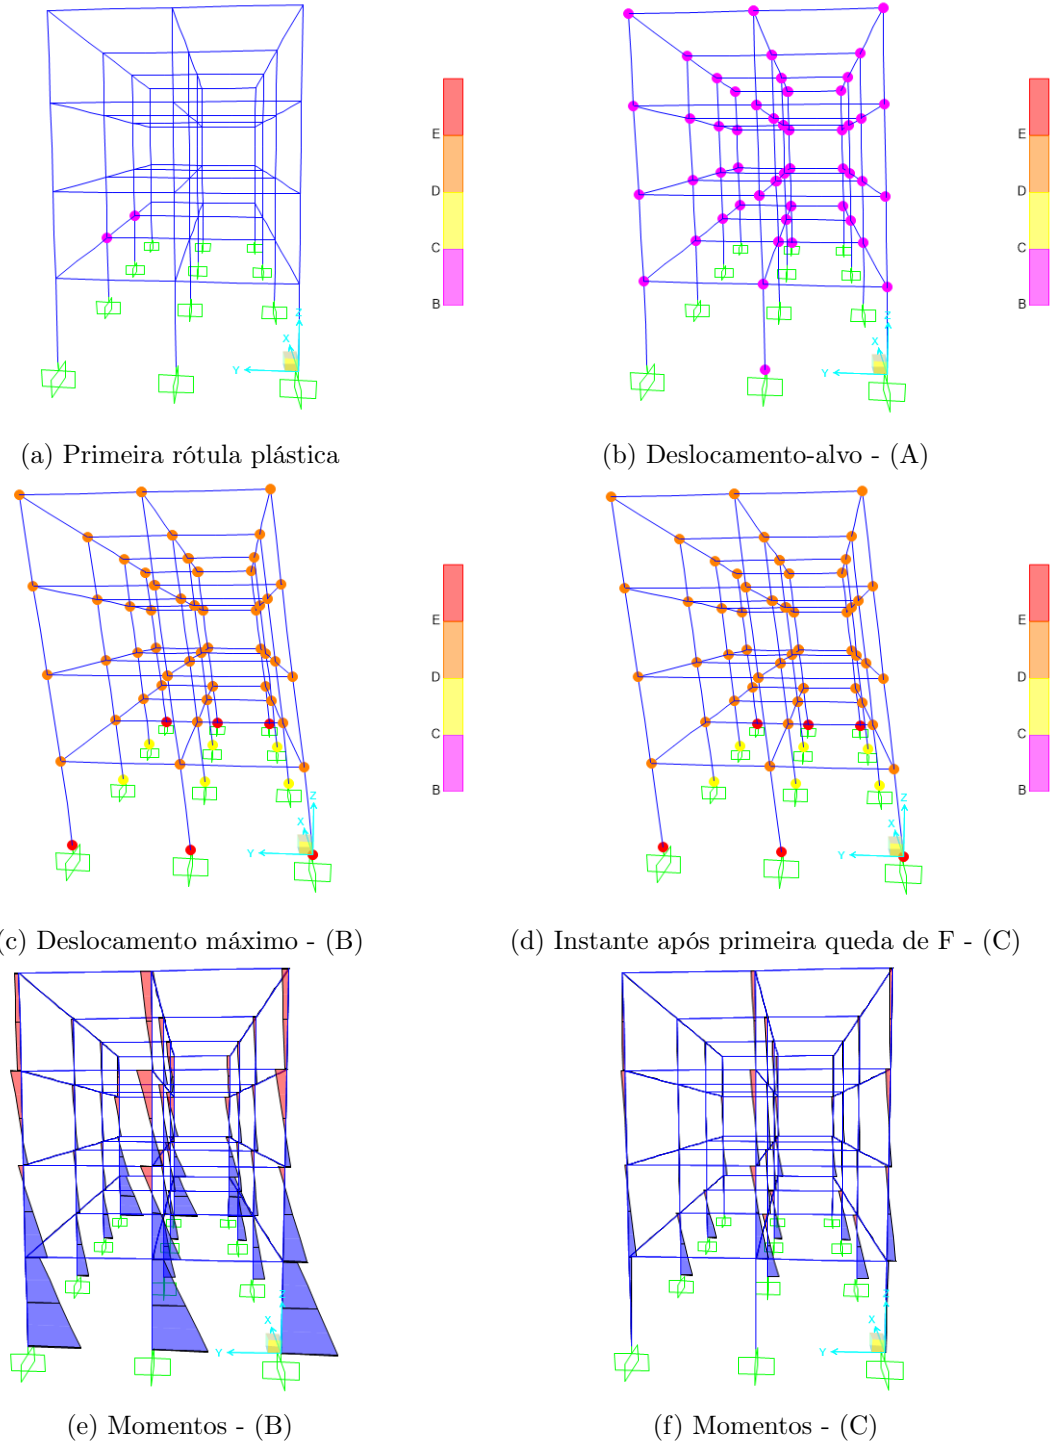 E
D
C
B
Z
X
Y
E
D
C
B
Z
X
Y
(a) Primeira rótula plástica
(b) Deslocamento-alvo - (A)
E
D
C
B
Z
X
Y
E
D
C
B
Z
X
Y
(c) Deslocamento máximo - (B)
(d) Instante após primeira queda de F - (C)
Z
X
Y
Z
X
Y
(e) Momentos - (B)
(f) Momentos - (C)